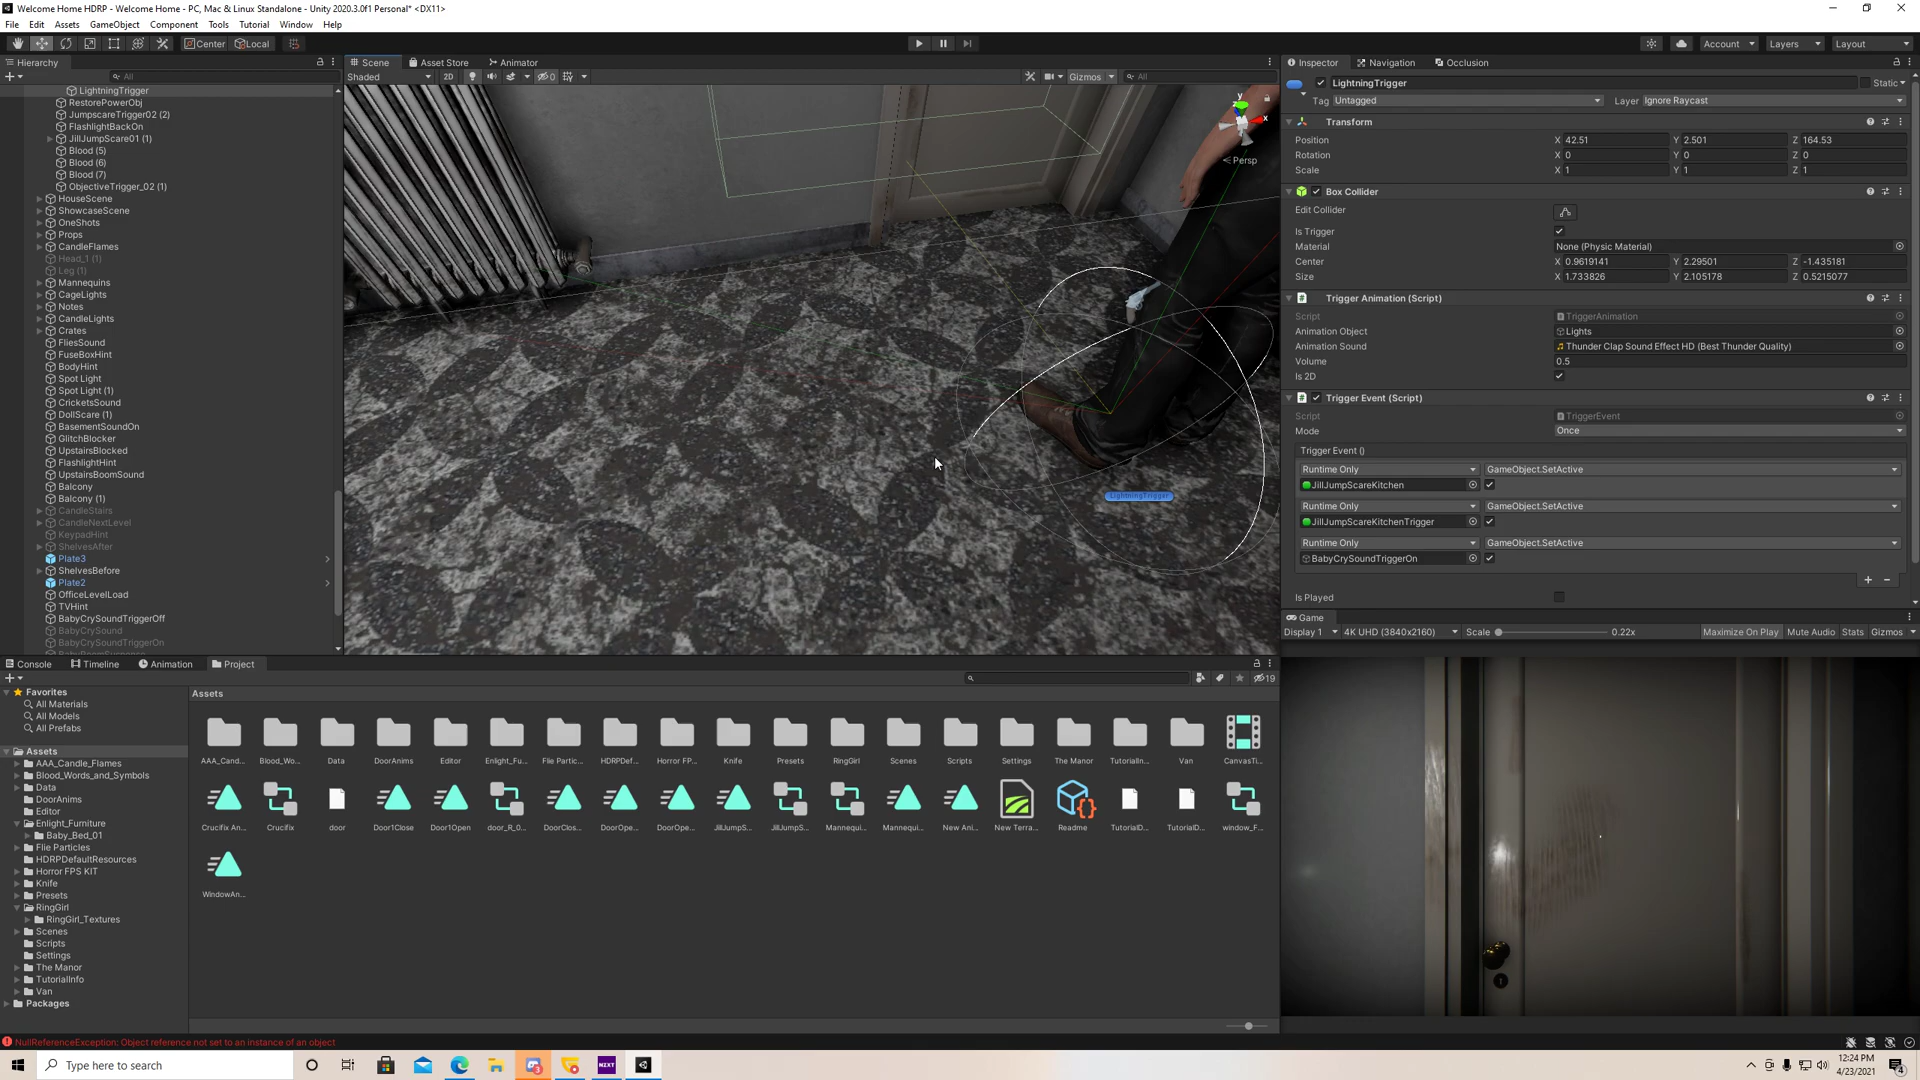 Welcome Home HDRP - Welcome Home - PC, Mac & Linux Standalone - Unity 2020.3.0f1 Personal* <DX11>
File Edit Assets GameObject Component Tools Tutorial Window Help
Center Local
Account Layers Layout
Hierarchy
All
LightningTrigger
RestorePowerObj
JumpscareTrigger02 (2)
FlashlightBackOn
JillJumpScare01 (1)
Blood (5)
Blood (6)
Blood (7)
ObjectiveTrigger_02 (1)
HouseScene
ShowcaseScene
OneShots
Props
CandleFlames
Head_1 (1)
Leg (1)
Mannequins
CageLights
Notes
CandleLights
Crates
FliesSound
FuseBoxHint
BodyHint
Spot Light
Spot Light (1)
CricketsSound
DollScare (1)
BasementSoundOn
GlitchBlocker
UpstairsBlocked
FlashlightHint
UpstairsBoomSound
Balcony
Balcony (1)
CandleStairs
CandleNextLevel
KeypadHint
ShelvesAfter
Plate3
ShelvesBefore
Plate2
OfficeLevelLoad
TVHint
BabyCrySoundTriggerOff
BabyCrySound
BabyCrySoundTriggerOn
Scene Asset Store Animator
Shaded 2D 0 Gizmos All
y
x
Persp
LightningTrigger
Inspector Navigation Occlusion
LightningTrigger Static
Tag Untagged Layer Ignore Raycast
Transform
Position X 42.51 Y 2.501 Z 164.53
Rotation X 0 Y 0 Z 0
Scale X 1 Y 1 Z 1
Box Collider
Edit Collider
Is Trigger
Material None (Physic Material)
Center X 0.9619141 Y 2.29501 Z -1.435181
Size X 1.733826 Y 2.105178 Z 0.5215077
Trigger Animation (Script)
Script TriggerAnimation
Animation Object Lights
Animation Sound Thunder Clap Sound Effect HD (Best Thunder Quality)
Volume 0.5
Is 2D
Trigger Event (Script)
Script TriggerEvent
Mode Once
Trigger Event ()
Runtime Only GameObject.SetActive
JillJumpScareKitchen
Runtime Only GameObject.SetActive
JillJumpScareKitchenTrigger
Runtime Only GameObject.SetActive
BabyCrySoundTriggerOn
Is Played
Game
Display 1 4K UHD (3840x2160) Scale 0.22x Maximize On Play Mute Audio Stats Gizmos
Console Timeline Animation Project
19
Favorites
All Materials
All Models
All Prefabs
Assets
AAA_Candle_Flames
Blood_Words_and_Symbols
Data
DoorAnims
Editor
Enlight_Furniture
Baby_Bed_01
Flie Particles
HDRPDefaultResources
Horror FPS KIT
Knife
Presets
RingGirl
RingGirl_Textures
Scenes
Scripts
Settings
The Manor
TutorialInfo
Van
Packages
Assets
AAA_Cand... Blood_Wo... Data DoorAnims Editor Enlight_Fu... Flie Partic... HDRPDef... Horror FP... Knife Presets RingGirl Scenes Scripts Settings The Manor TutorialIn... Van CanvasTi...
Crucifix An... Crucifix door Door1Close Door1Open door_R_0... DoorClos... DoorOpe... DoorOpe... JillJumpS... JillJumpS... Mannequi... Mannequi... New Ani... New Terra... Readme TutorialD... TutorialD... window_F...
WindowAn...
NullReferenceException: Object reference not set to an instance of an object
Type here to search
3
NEXT
12:24 PM
4/23/2021
4